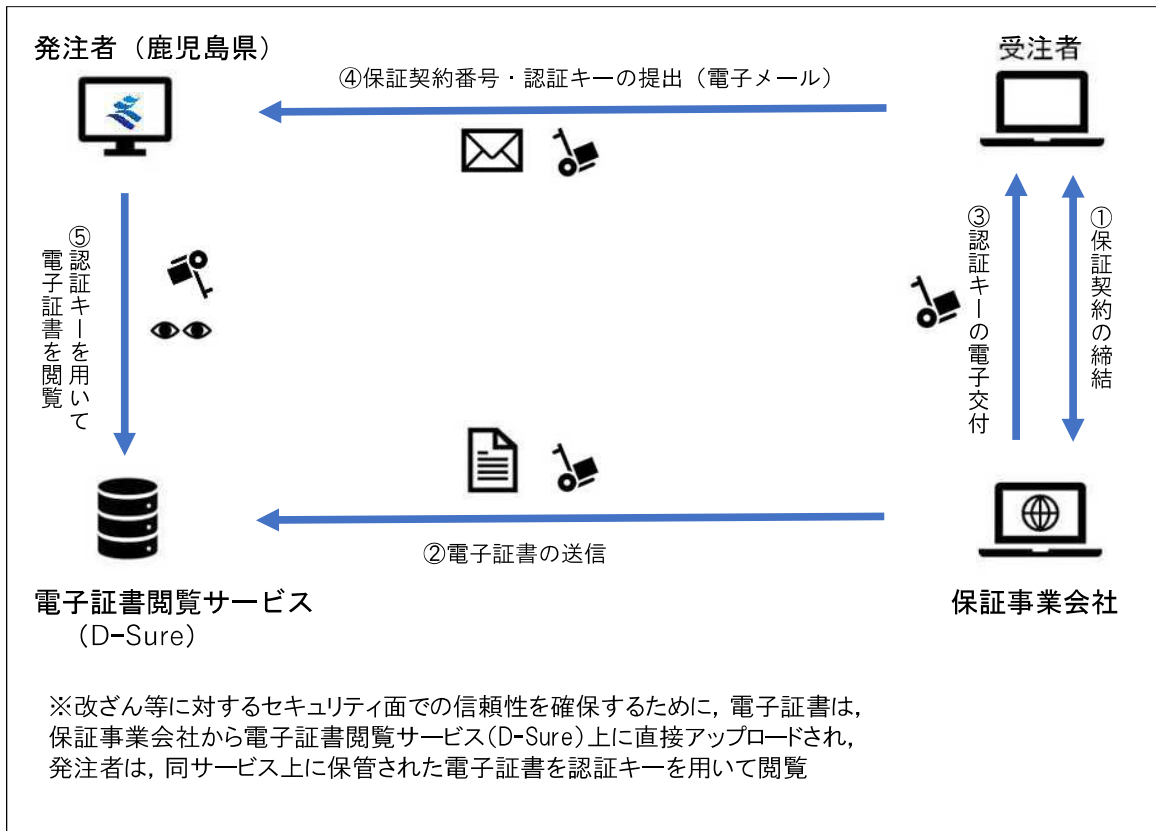 発注者（鹿児島県）
受注者
④保証契約番号・認証キーの提出（電子メール）
①保証契約の締結
③認証キーの電子交付
⑤認証キーを用いて
電子証書を閲覧
②電子証書の送信
電子証書閲覧サービス
（D-Sure）
保証事業会社
※改ざん等に対するセキュリティ面での信頼性を確保するために，電子証書は，
保証事業会社から電子証書閲覧サービス（D-Sure）上に直接アップロードされ，
発注者は，同サービス上に保管された電子証書を認証キーを用いて閲覧